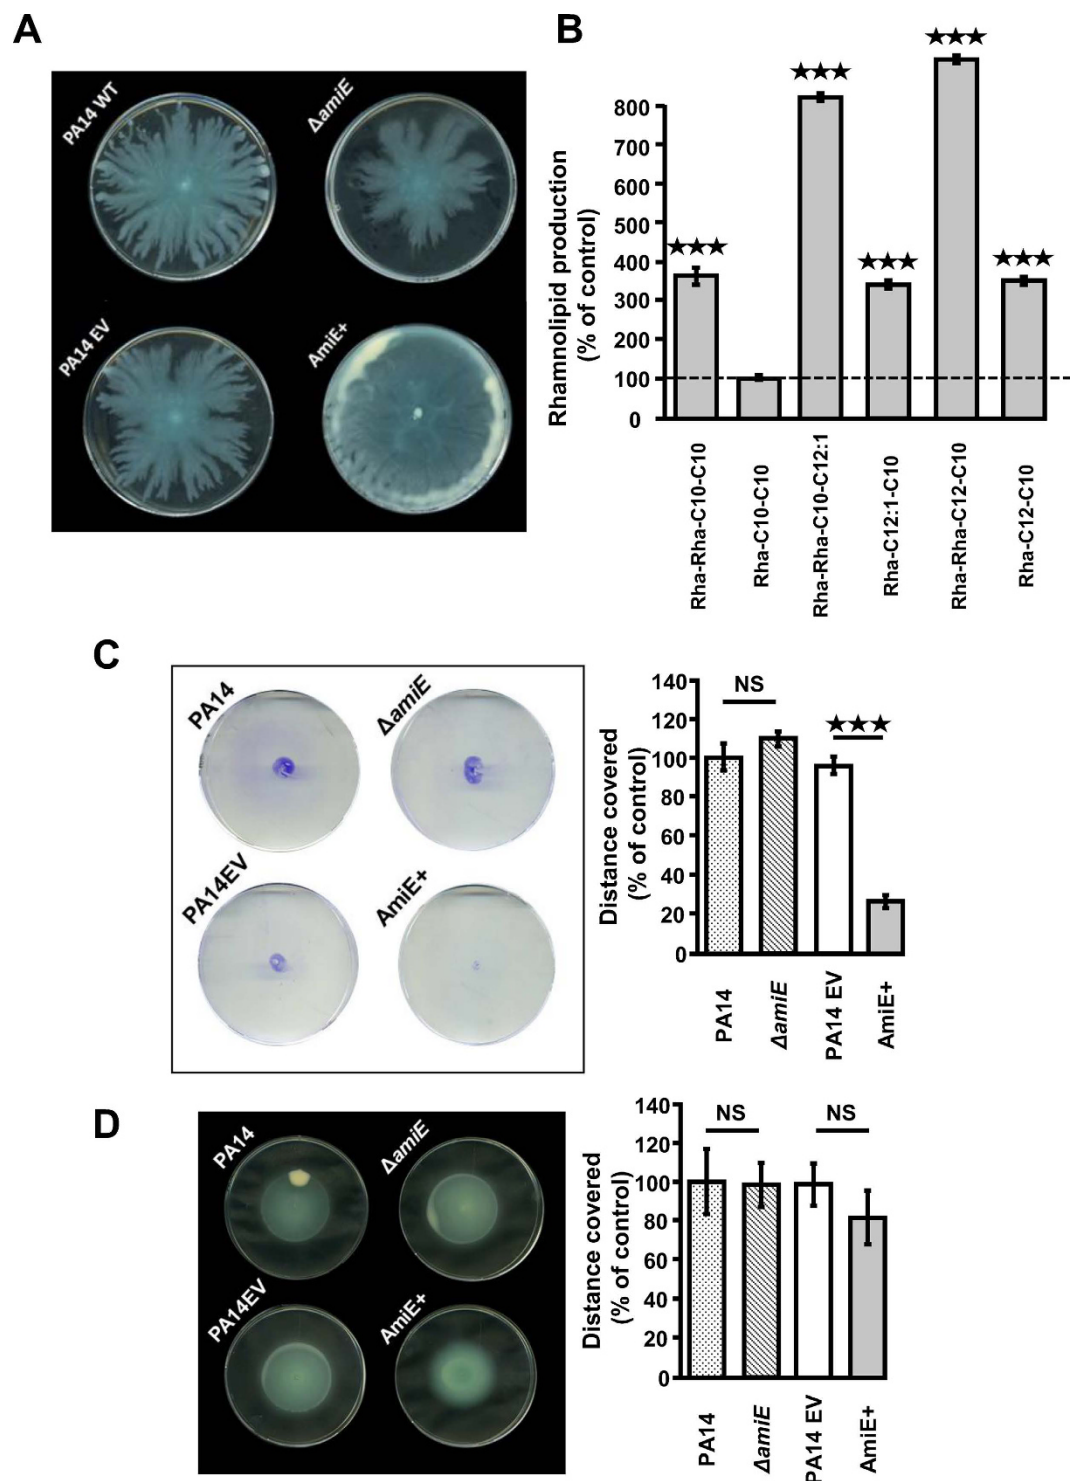 A
PA14 WT
ΔamiE
PA14 EV
AmiE+
B
Rhamnolipid production
(% of control)
800
700
600
800
400
300
400
100
0
★★★
★★★
★★★
★★★
★★★
Rha-Rha-C10-C10
Rha-C10-C10
Rha-Rha-C10-C12:1
Rha-C12:1-C10
Rha-Rha-C12-C10
Rha-C12-C10
C
PA14
ΔamiE
PA14EV
AmiE+
Distance covered
(% of control)
140
120
100
80
60
40
20
0
NS
★★★
PA14
ΔamiE
PA14 EV
AmiE+
D
PA14
ΔamiE
PA14EV
AmiE+
Distance covered
(% of control)
140
120
100
80
60
40
20
0
NS
NS
PA14
ΔamiE
PA14 EV
AmiE+